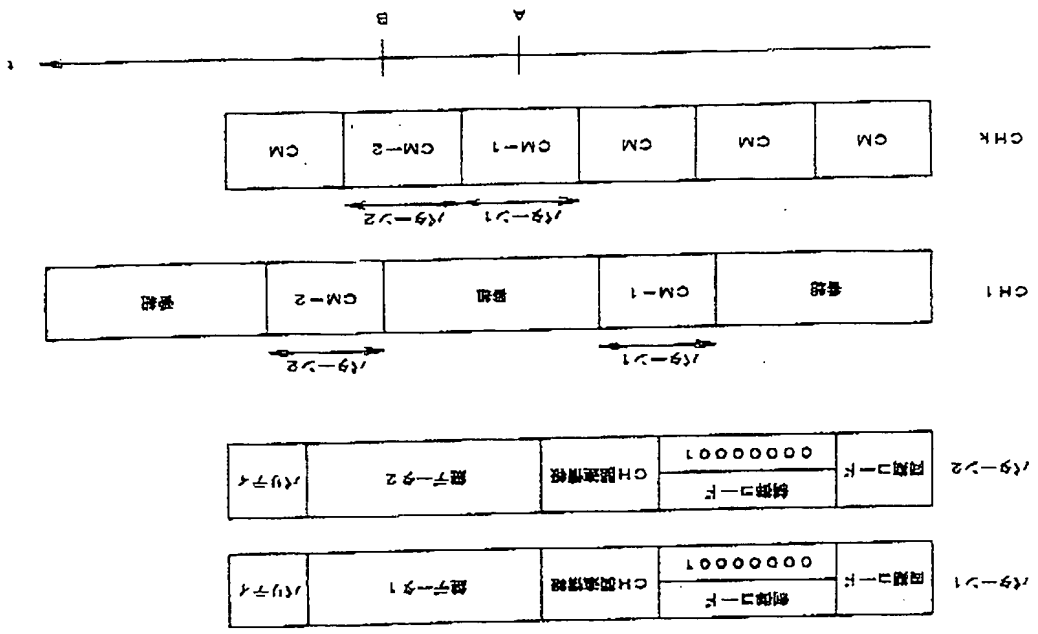 パターン1
同期コード
制御コード
0000001
CH関連情報
鍵データ1
パリティ
パターン2
同期コード
制御コード
0000001
CH関連情報
鍵データ2
パリティ
パターン1
パターン2
CH1
番組
CM-1
番組
CM-2
番組
パターン1
パターン2
CHk
CM
CM
CM
CM-1
CM-2
CM
A
B
t